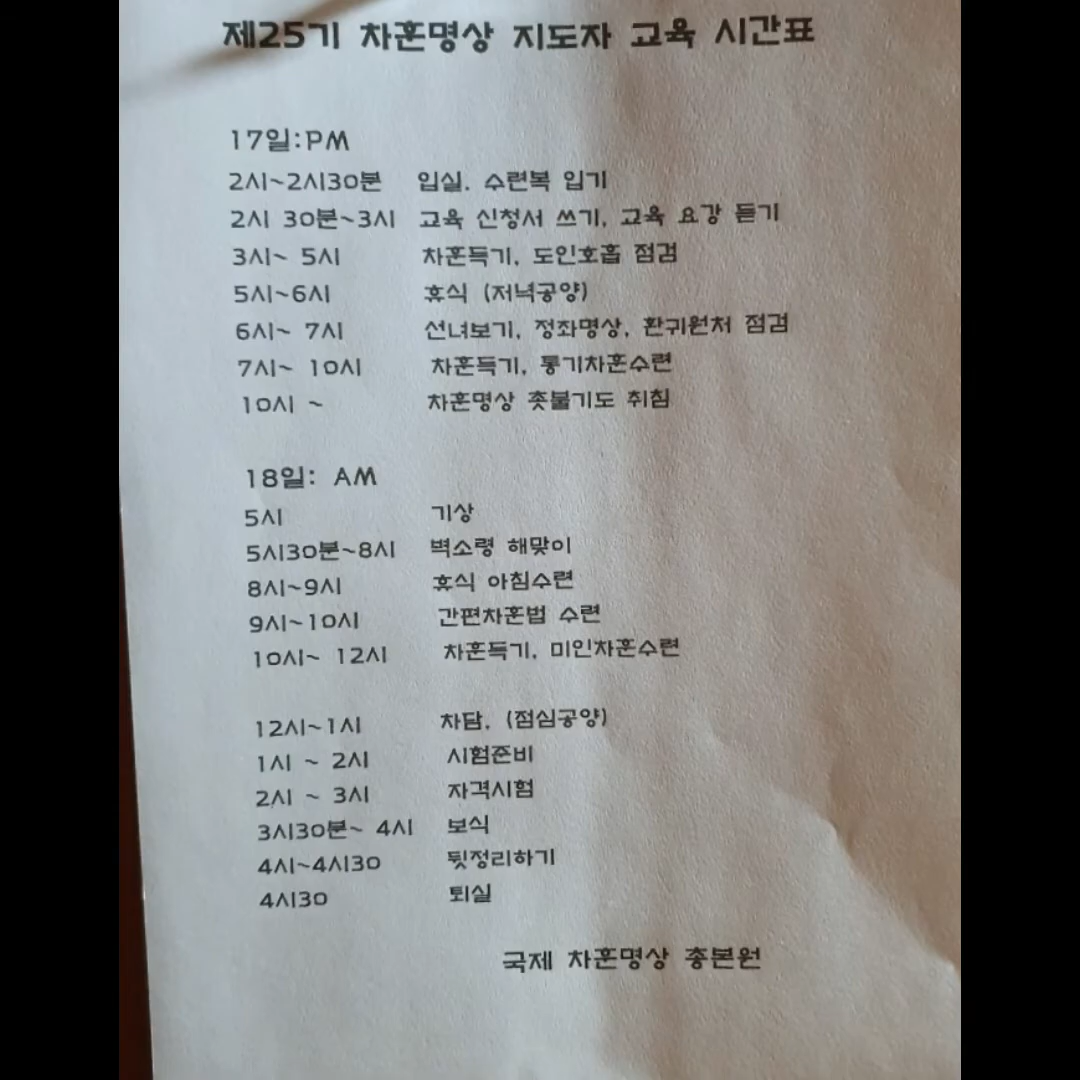 제25기 차훈명상 지도자 교육 시간표
17일:PM
2시~2시30분 입실. 수련복 입기
2시 30분~3시 교육 신청서 쓰기, 교육 요강 듣기
3시~ 5시 차훈득기, 도인호흡 점검
5시~6시 휴식 (저녁공양)
6시~ 7시 선녀보기, 정좌명상, 환귀원처 점검
7시~ 10시 차훈득기, 통기차훈수련
10시 ~ 차훈명상 촛불기도 취침
18일: AM
5시 기상
5시30분~8시 벽소령 해맞이
8시~9시 휴식 아침수련
9시~10시 간편차훈법 수련
10시~ 12시 차훈득기, 미인차훈수련
12시~1시 차담, (점심공양)
1시 ~ 2시 시험준비
2시 ~ 3시 자격시험
3시30분~ 4시 보식
4시~4시30 뒷정리하기
4시30 퇴실
국제 차훈명상 총본원